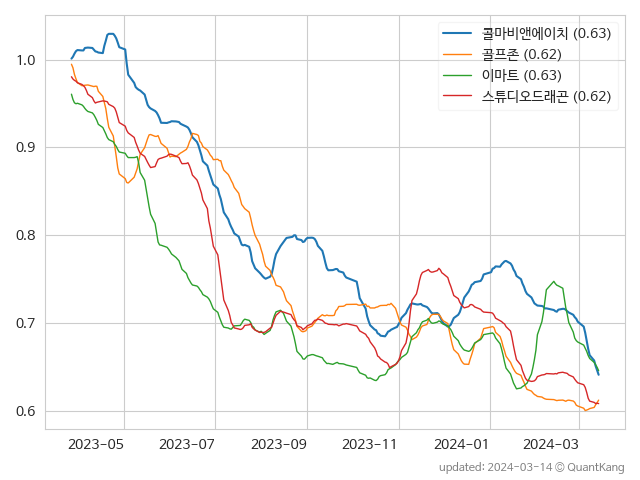 골마비앤에이치 (0.63)
골프존 (0.62)
이마트 (0.63)
스튜디오드래곤 (0.62)
1.0
0.9
0.8
0.7
0.6
2023-05 2023-07 2023-09 2023-11 2024-01 2024-03
updated: 2024-03-14 © QuantKang